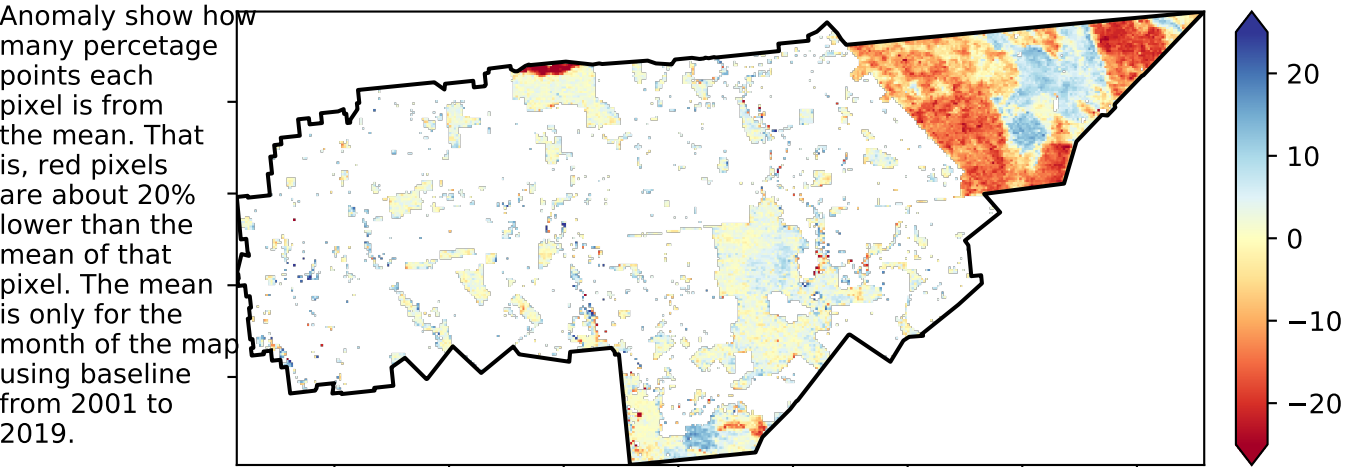 Anomaly show how
many percetage
points each
pixel is from
the mean. That
is, red pixels
are about 20%
lower than the
mean of that
pixel. The mean
is only for the
month of the map
using baseline
from 2001 to
2019.
20
10
0
−10
−20